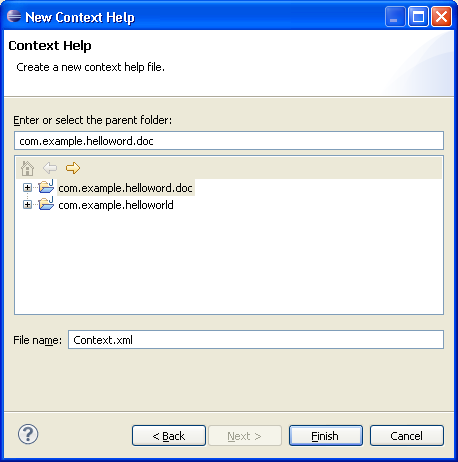 New Context Help
Context Help
Create a new context help file.
Enter or select the parent folder:
com.example.helloword.doc
com.example.helloword.doc
com.example.helloworld
File name: Context.xml
< Back Next > Finish Cancel